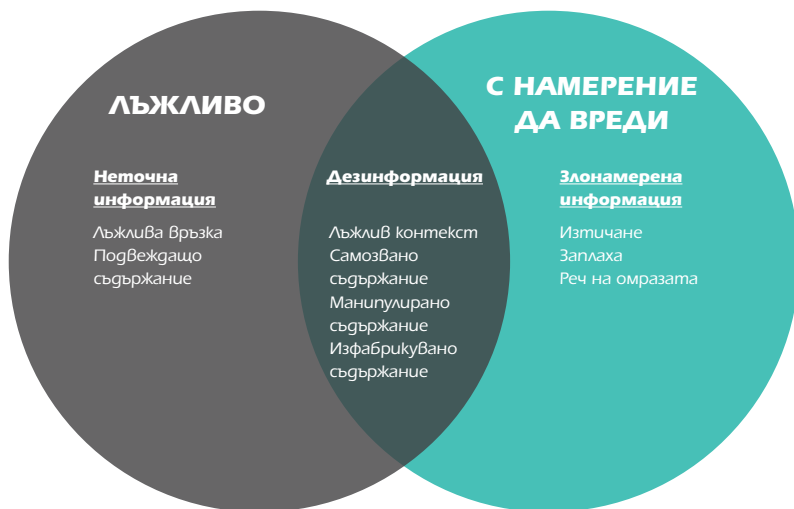 ЛЪЖЛИВО
С НАМЕРЕНИЕ
ДА ВРЕДИ
Неточна
информация
Лъжлива връзка
Подвеждащо
съдържание
Дезинформация
Лъжлив контекст
Самозвано
съдържание
Манипулирано
съдържание
Изфабрикувано
съдържание
Злонамерена
информация
Изтичане
Заплаха
Реч на омразата